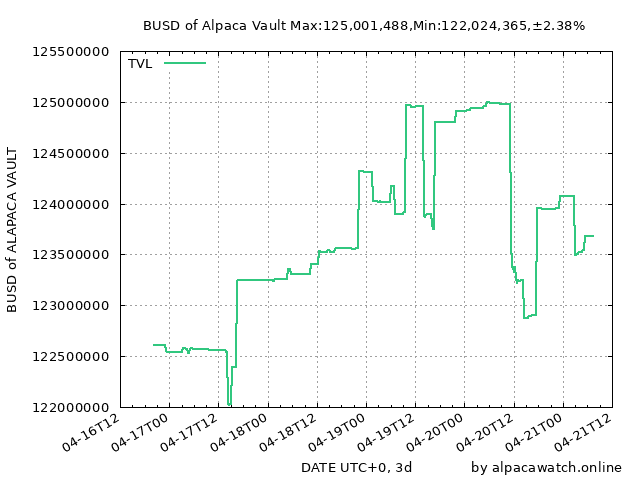 BUSD of Alpaca Vault Max:125,001,488,Min:122,024,365,±2.38%
125500000
TVL
125000000
124500000
124000000
123500000
123000000
122500000
122000000
BUSD of ALAPACA VAULT
04-16T12
04-17T00
04-17T12
04-18T00
04-18T12
04-19T00
04-19T12
04-20T00
04-20T12
04-21T00
04-21T12
DATE UTC+0, 3d
by alpacawatch.online